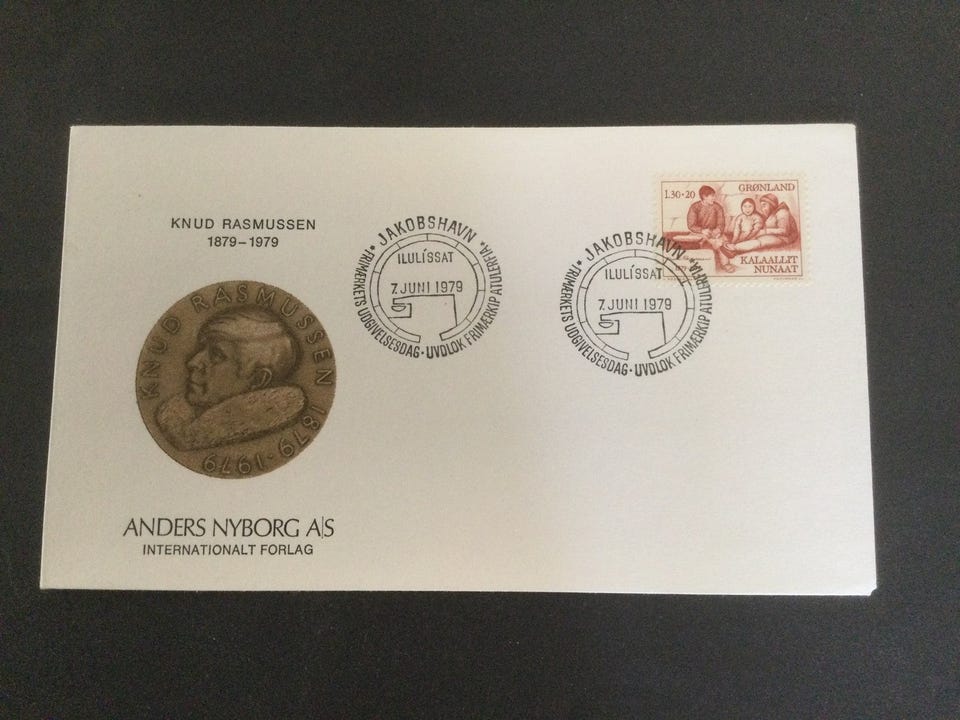 KNUD RASMUSSEN
1879-1979
KNUD RASMUSSEN 1879·1979
ANDERS NYBORG A|S
INTERNATIONALT FORLAG
* JAKOBSHAVN *
ILULÍSSAT
7. JUNI 1979
FRIMÆRKETS UDGIVELSESDAG · UVDLOK FRIMÆRKIP ATULERFIA
* JAKOBSHAVN *
ILULÍSSAT
7. JUNI 1979
FRIMÆRKETS UDGIVELSESDAG · UVDLOK FRIMÆRKIP ATULERFIA
1.30+20
GRØNLAND
KALAALLIT
NUNAAT